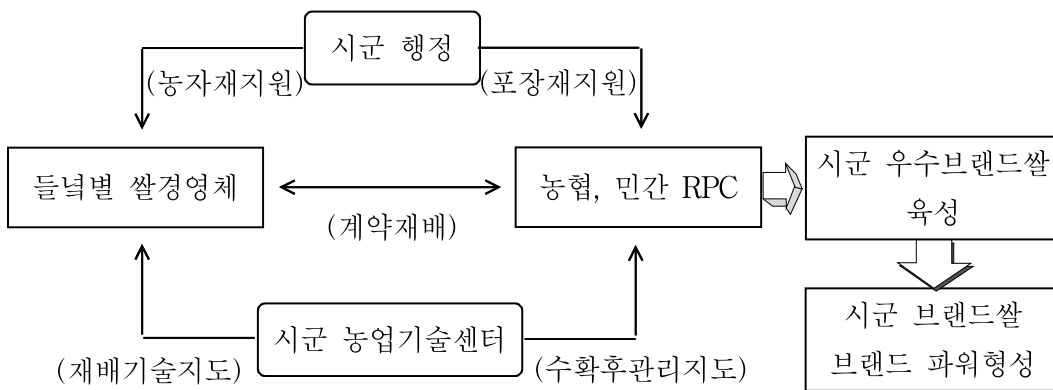 시군 행정
(농자재지원)
(포장재지원)
들녘별 쌀경영체
(계약재배)
농협, 민간 RPC
시군 우수브랜드쌀
육성
시군 농업기술센터
(재배기술지도)
(수확후관리지도)
시군 브랜드쌀
브랜드 파워형성